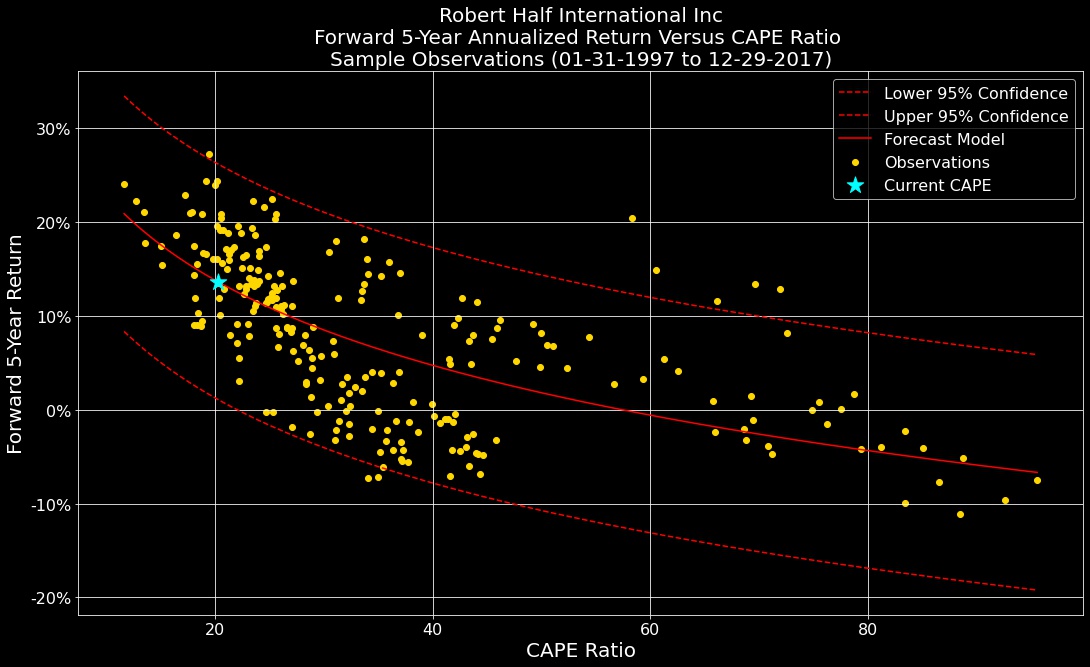 Robert Half International Inc
Forward 5-Year Annualized Return Versus CAPE Ratio
Sample Observations (01-31-1997 to 12-29-2017)
Lower 95% Confidence
Upper 95% Confidence
Forecast Model
Observations
Current CAPE
Forward 5-Year Return
30%
20%
10%
0%
-10%
-20%
20 40 60 80
CAPE Ratio